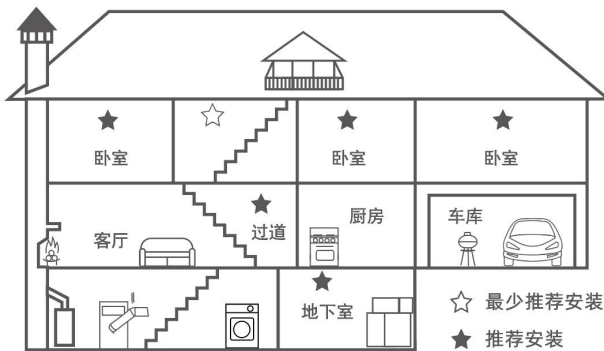 卧室
卧室
卧室
客厅
过道
厨房
车库
地下室
最少推荐安装
推荐安装